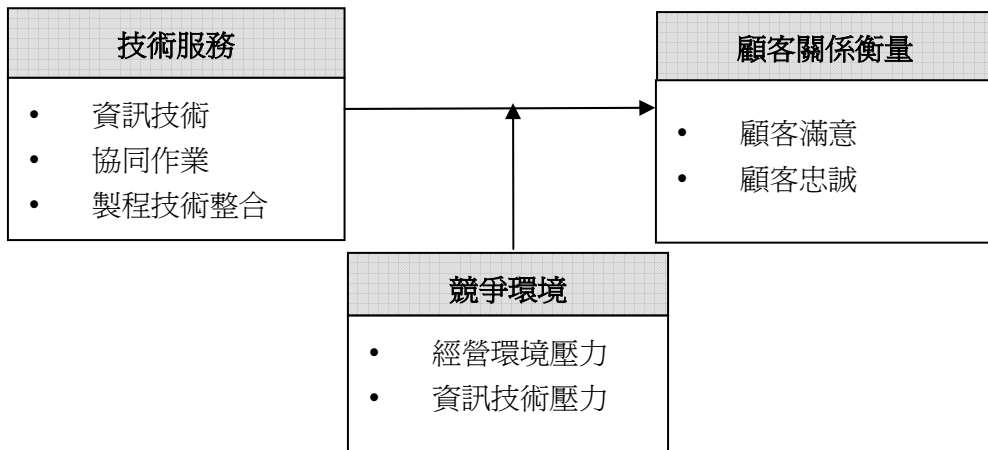 技術服務
• 資訊技術
• 協同作業
• 製程技術整合
顧客關係衡量
• 顧客滿意
• 顧客忠誠
競爭環境
• 經營環境壓力
• 資訊技術壓力